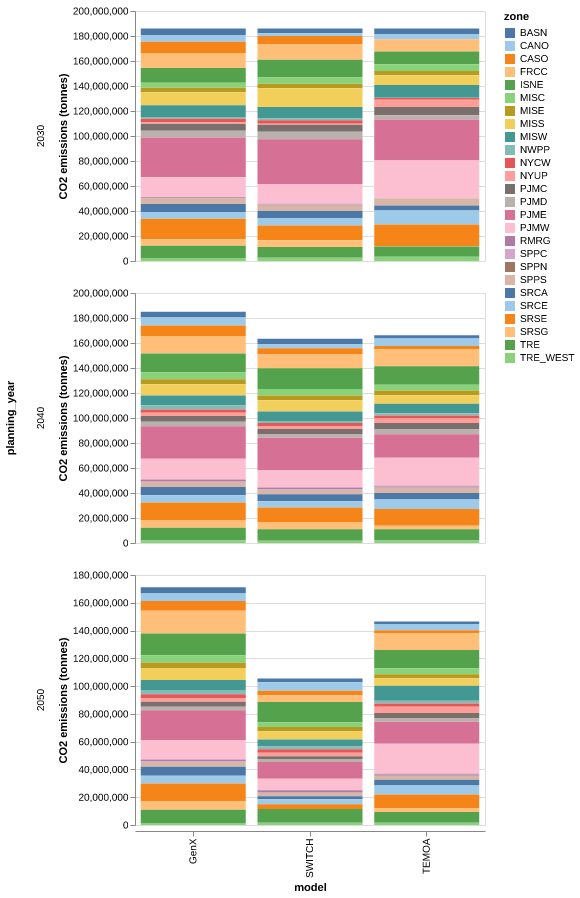 zone
BASN
CANO
CASO
FRCC
ISNE
MISC
MISE
MISS
MISW
NWPP
NYCW
NYUP
PJMC
PJMD
PJME
PJMW
RMRG
SPPC
SPPN
SPPS
SRCA
SRCE
SRSE
SRSG
TRE
TRE_WEST
planning_year
2030
CO2 emissions (tonnes)
200,000,000
180,000,000
160,000,000
140,000,000
120,000,000
100,000,000
80,000,000
60,000,000
40,000,000
20,000,000
0
2040
CO2 emissions (tonnes)
200,000,000
180,000,000
160,000,000
140,000,000
120,000,000
100,000,000
80,000,000
60,000,000
40,000,000
20,000,000
0
2050
CO2 emissions (tonnes)
180,000,000
160,000,000
140,000,000
120,000,000
100,000,000
80,000,000
60,000,000
40,000,000
20,000,000
0
GenX
SWITCH
TEMOA
model